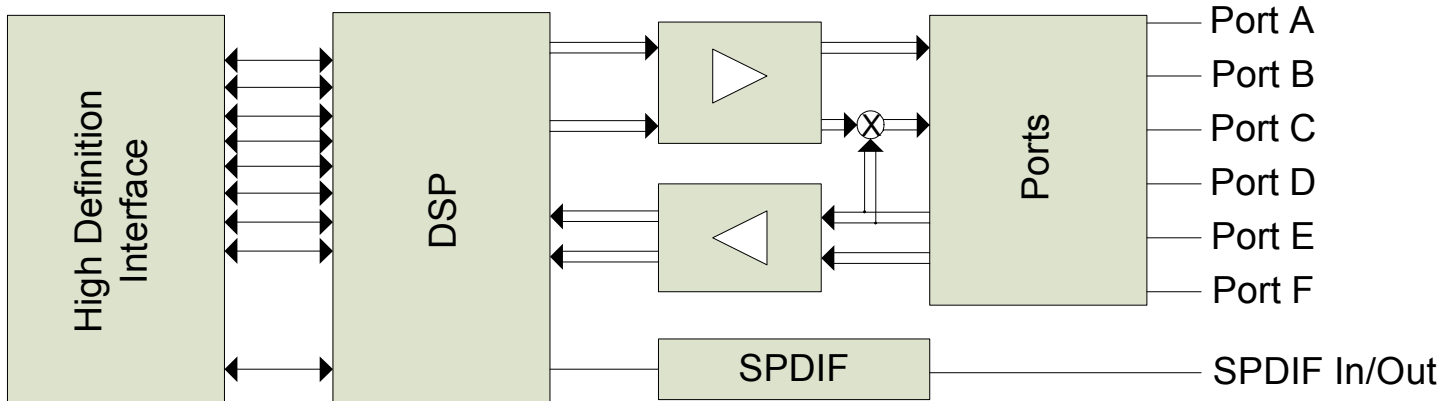 High Definition
Interface
DSP
X
Ports
SPDIF
Port A
Port B
Port C
Port D
Port E
Port F
SPDIF In/Out